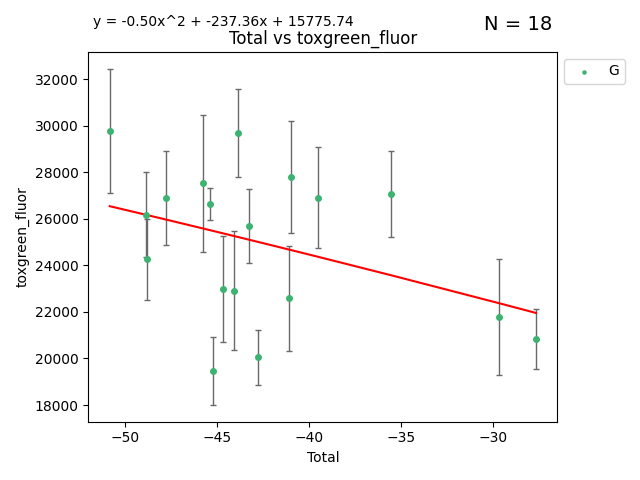 y = -0.50x^2 + -237.36x + 15775.74
N = 18
Total vs toxgreen_fluor
G
32000
30000
28000
26000
24000
22000
20000
18000
toxgreen_fluor
−50
−45
−40
−35
−30
Total